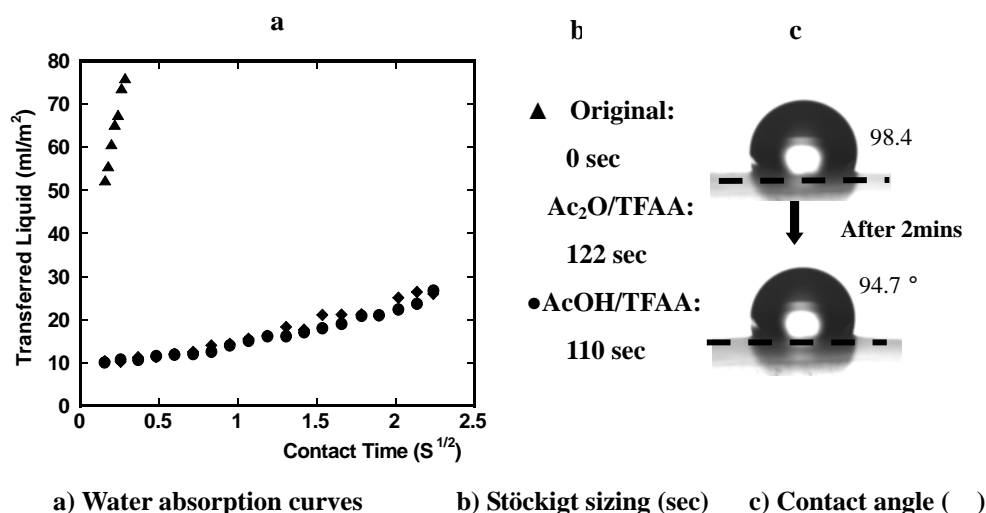 a
b
c
80
70
60
50
40
30
20
10
0
Transferred Liquid (ml/m²)
0 0.5 1 1.5 2 2.5
Contact Time (S^1/2)
▲ Original:
0 sec
Ac₂O/TFAA:
122 sec
●AcOH/TFAA:
110 sec
98.4
After 2mins
94.7 °
a) Water absorption curves b) Stöckigt sizing (sec) c) Contact angle ( )